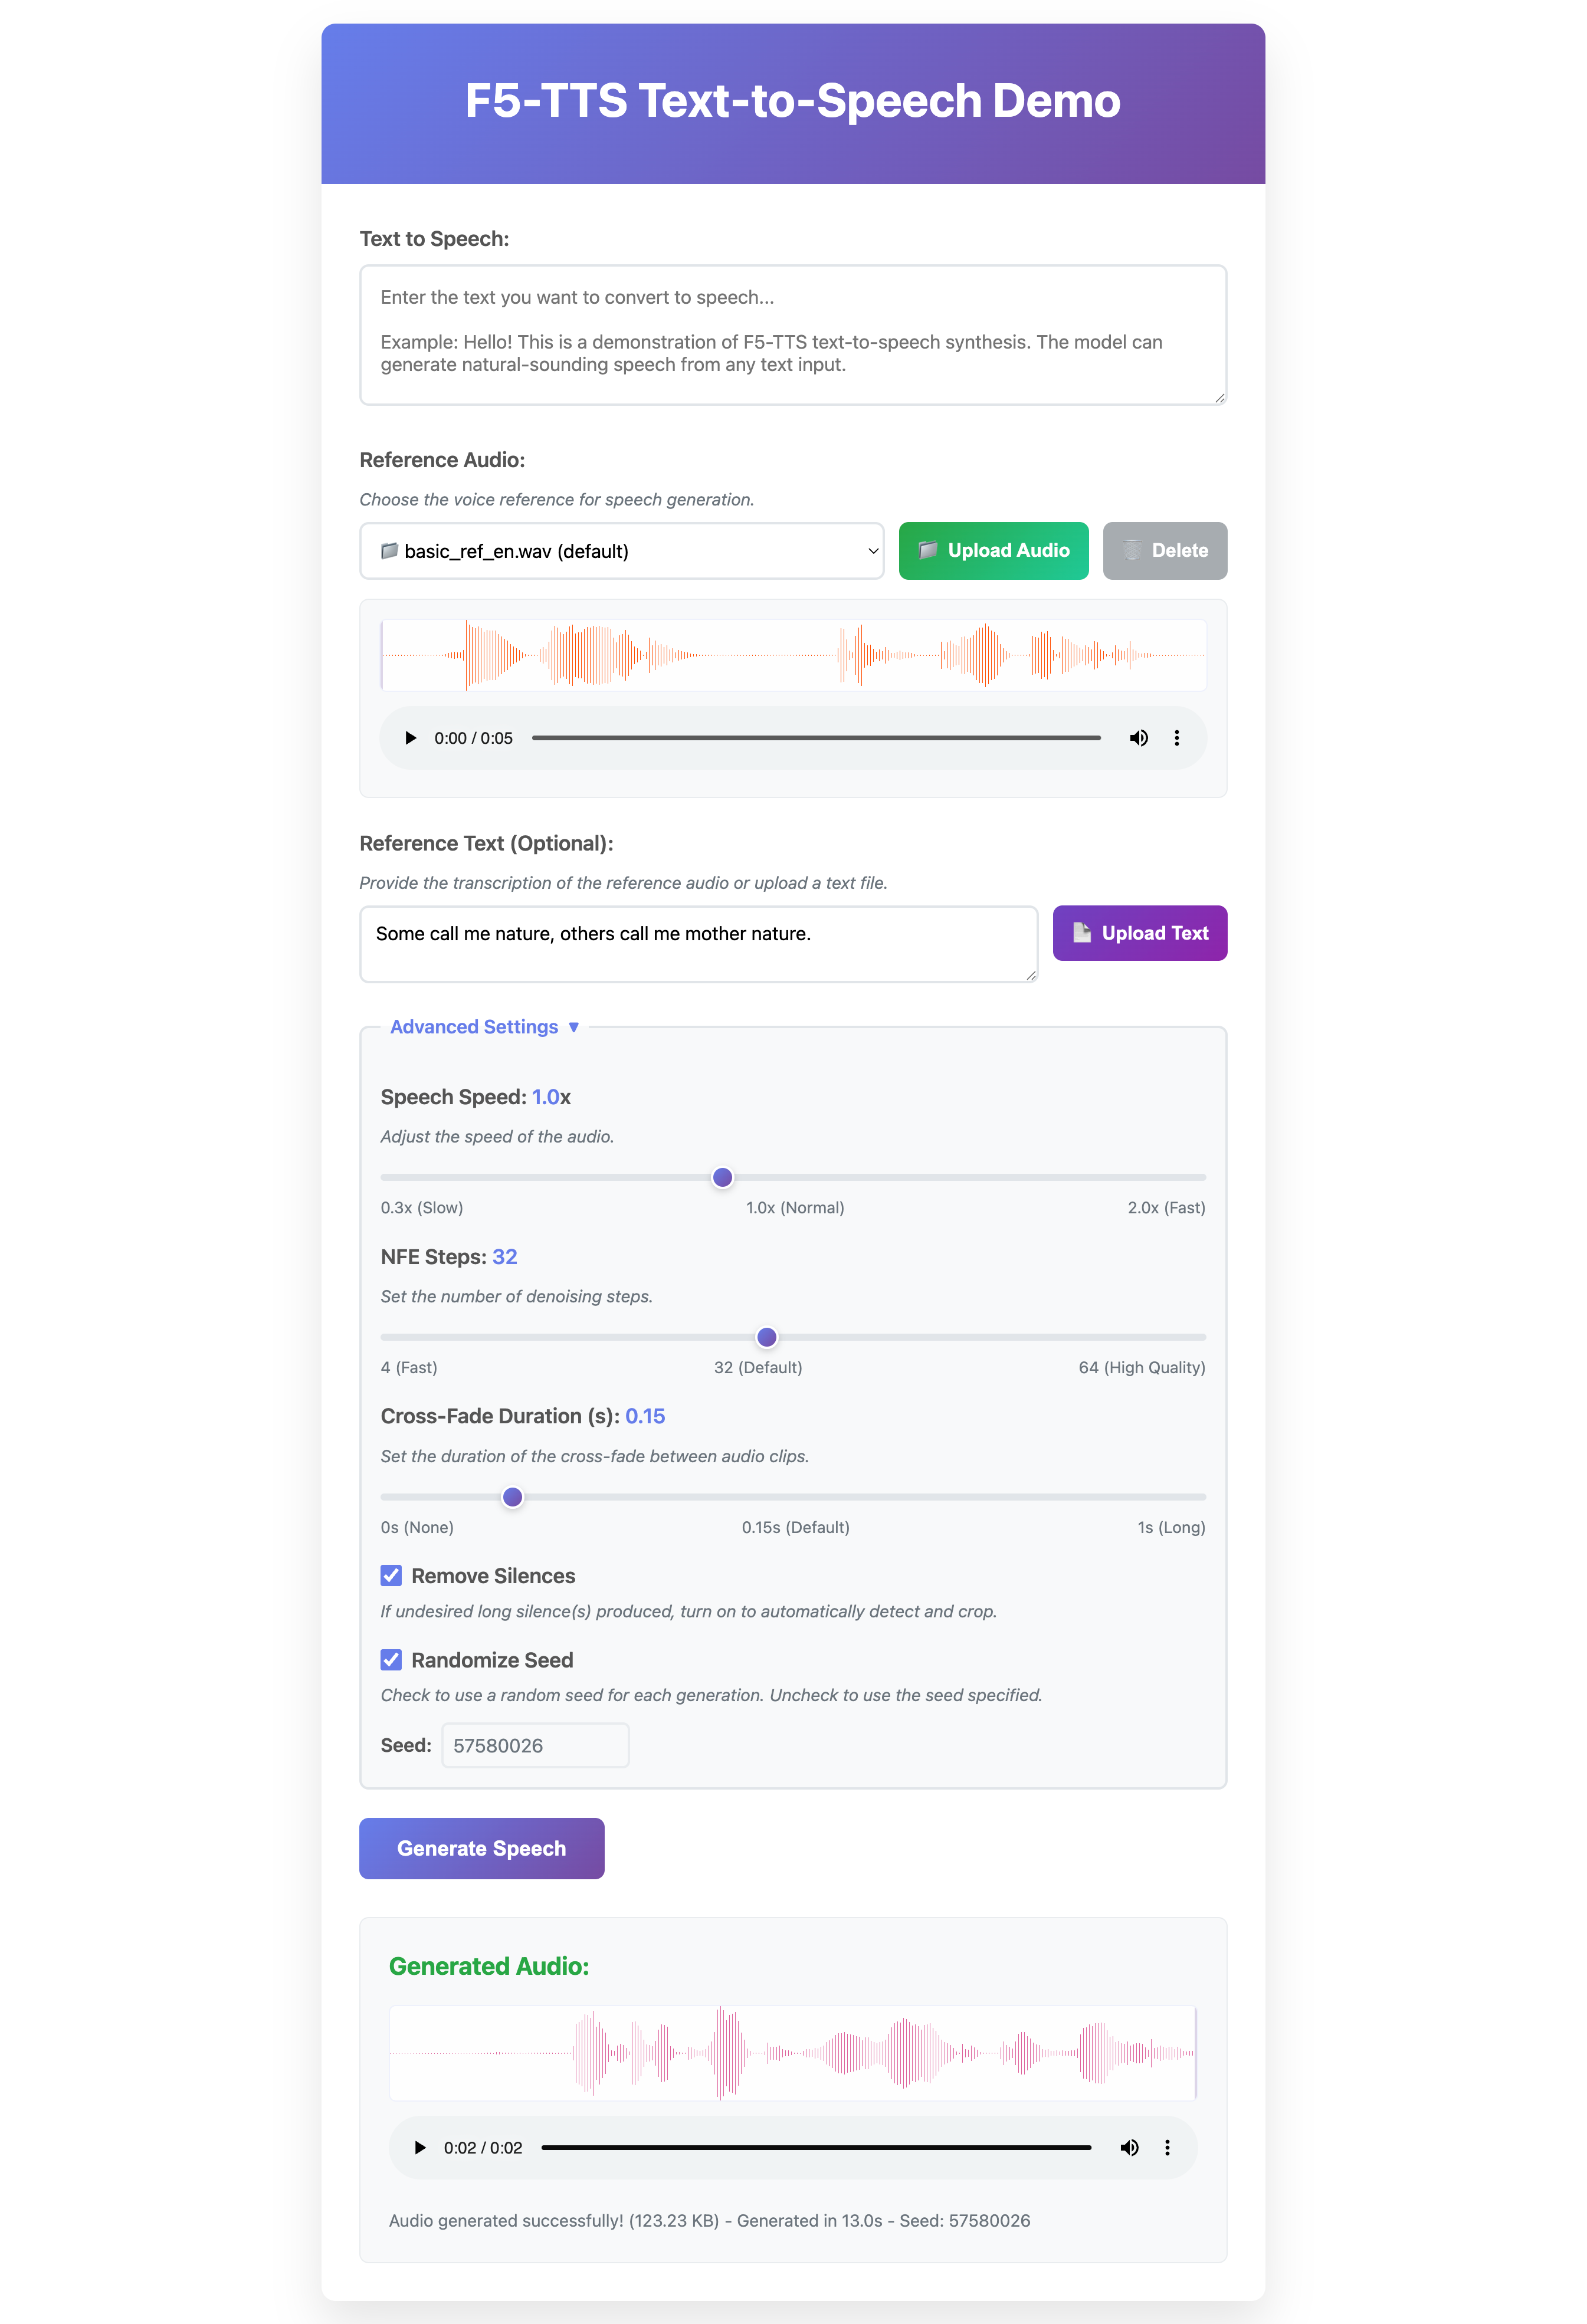 F5-TTS Text-to-Speech Demo
Text to Speech:
Enter the text you want to convert to speech...
Example: Hello! This is a demonstration of F5-TTS text-to-speech synthesis. The model can
generate natural-sounding speech from any text input.
Reference Audio:
Choose the voice reference for speech generation.
basic_ref_en.wav (default)
Upload Audio
Delete
0:00 / 0:05
Reference Text (Optional):
Provide the transcription of the reference audio or upload a text file.
Some call me nature, others call me mother nature.
Upload Text
Advanced Settings ▼
Speech Speed: 1.0x
Adjust the speed of the audio.
0.3x (Slow) 1.0x (Normal) 2.0x (Fast)
NFE Steps: 32
Set the number of denoising steps.
4 (Fast) 32 (Default) 64 (High Quality)
Cross-Fade Duration (s): 0.15
Set the duration of the cross-fade between audio clips.
0s (None) 0.15s (Default) 1s (Long)
Remove Silences
If undesired long silence(s) produced, turn on to automatically detect and crop.
Randomize Seed
Check to use a random seed for each generation. Uncheck to use the seed specified.
Seed: 57580026
Generate Speech
Generated Audio:
0:02 / 0:02
Audio generated successfully! (123.23 KB) - Generated in 13.0s - Seed: 57580026